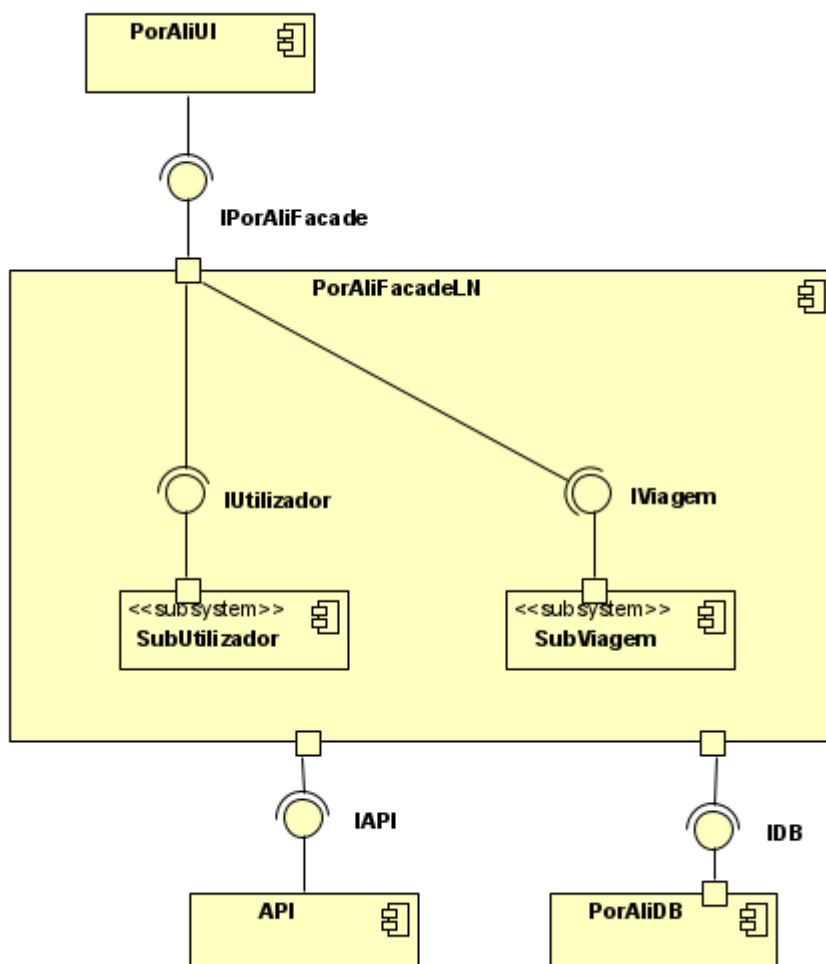 PorAliUI
IPorAliFacade
PorAliFacadeLN
IUtilizador
IViagem
<<subsystem>>
SubUtilizador
<<subsystem>>
SubViagem
IAPI
IDB
API
PorAliDB